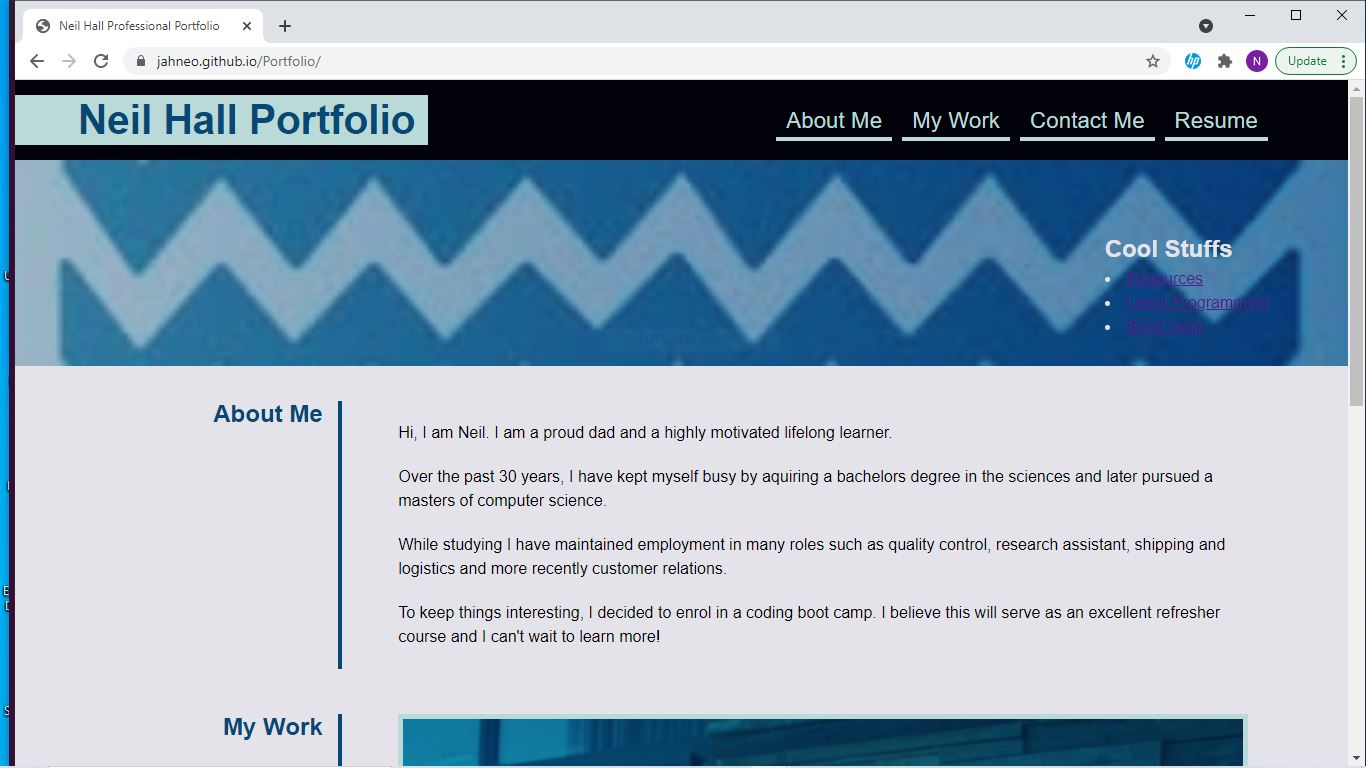 Neil Hall Professional Portfolio
jahneo.github.io/Portfolio/
N
Update
Neil Hall Portfolio
About Me
My Work
Contact Me
Resume
Cool Stuffs
Resources
Learn Programming
BootCamp
Full-screen Snip
About Me
Hi, I am Neil. I am a proud dad and a highly motivated lifelong learner.
Over the past 30 years, I have kept myself busy by aquiring a bachelors degree in the sciences and later pursued a
masters of computer science.
While studying I have maintained employment in many roles such as quality control, research assistant, shipping and
logistics and more recently customer relations.
To keep things interesting, I decided to enrol in a coding boot camp. I believe this will serve as an excellent refresher
course and I can't wait to learn more!
My Work